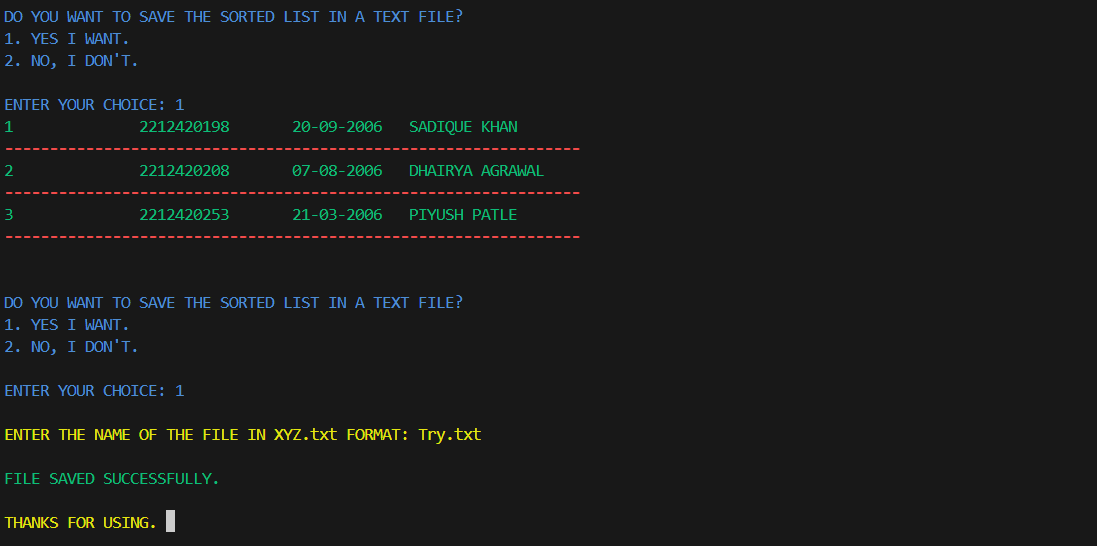 DO YOU WANT TO SAVE THE SORTED LIST IN A TEXT FILE?
1. YES I WANT.
2. NO, I DON'T.
ENTER YOUR CHOICE: 1
1 2212420198 20-09-2006 SADIQUE KHAN
----------------------------------------------------------------
2 2212420208 07-08-2006 DHAIRYA AGRAWAL
----------------------------------------------------------------
3 2212420253 21-03-2006 PIYUSH PATLE
----------------------------------------------------------------
DO YOU WANT TO SAVE THE SORTED LIST IN A TEXT FILE?
1. YES I WANT.
2. NO, I DON'T.
ENTER YOUR CHOICE: 1
ENTER THE NAME OF THE FILE IN XYZ.txt FORMAT: Try.txt
FILE SAVED SUCCESSFULLY.
THANKS FOR USING.